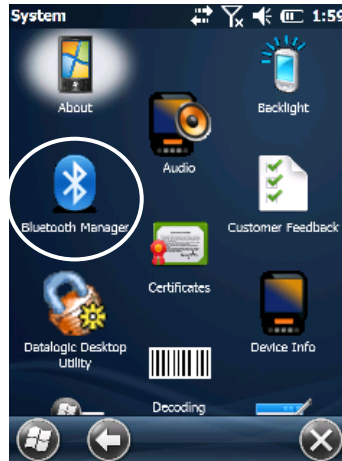 System 1:59
About
Backlight
Audio
Bluetooth Manager
Customer Feedback
Certificates
Datalogic Desktop
Utility
Device Info
Decoding